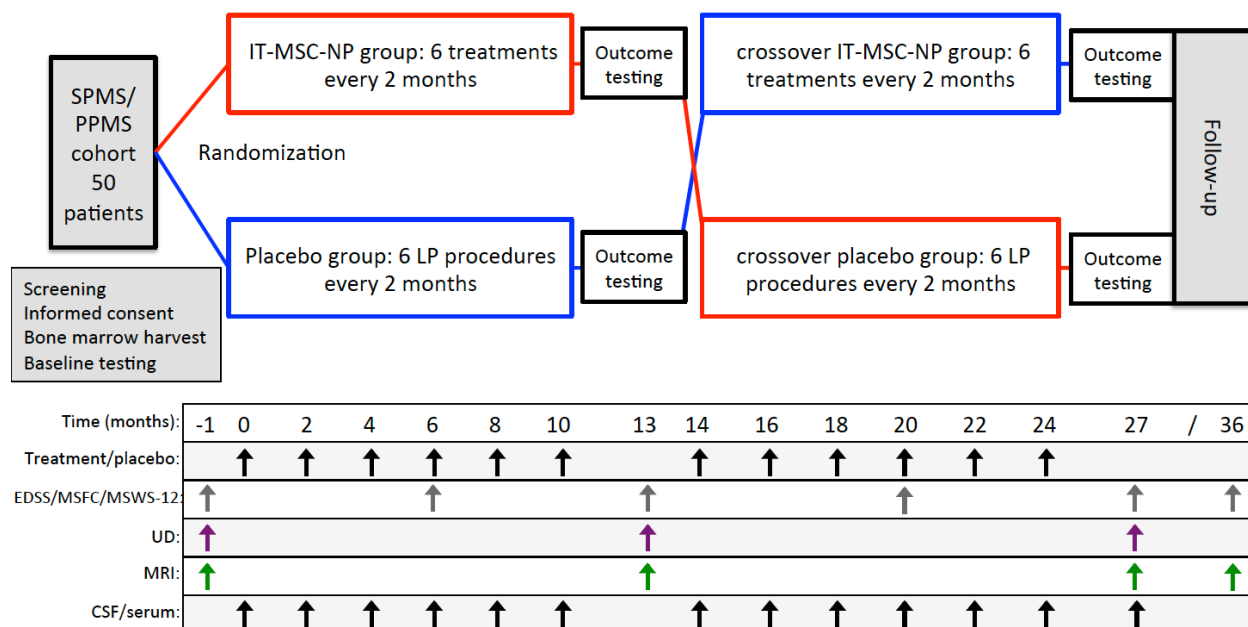 SPMS/
PPMS
cohort
50
patients
Randomization
IT-MSC-NP group: 6 treatments
every 2 months
Outcome
testing
crossover IT-MSC-NP group: 6
treatments every 2 months
Outcome
testing
Placebo group: 6 LP procedures
every 2 months
Outcome
testing
crossover placebo group: 6 LP
procedures every 2 months
Outcome
testing
Follow-up
Screening
Informed consent
Bone marrow harvest
Baseline testing
Time (months): -1 0 2 4 6 8 10 13 14 16 18 20 22 24 27 / 36
Treatment/placebo:
EDSS/MSFC/MSWS-12:
UD:
MRI:
CSF/serum: